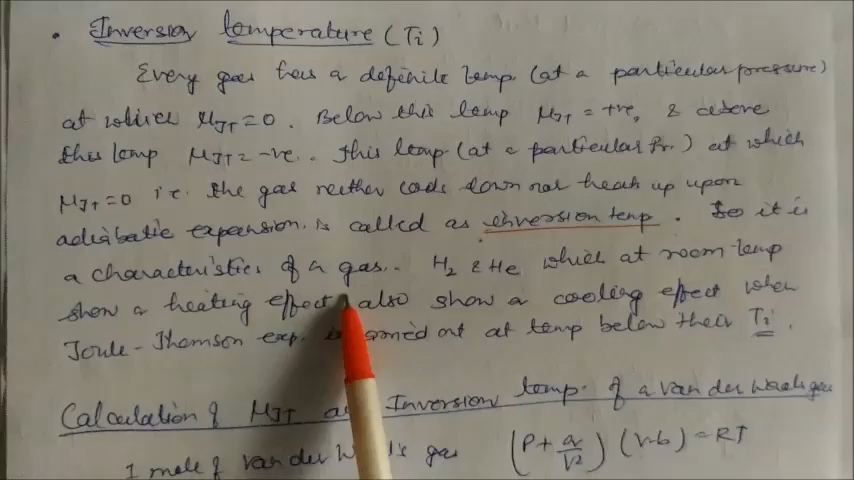 • Inversion temperature (Ti)
Every gas has a definite temp. (at a particular pressure)
at which μJT = 0. Below this temp μJT = +ve, & above
this temp μJT = -ve. This temp. (at a particular Pr.) at which
μJT = 0 i.e. the gas neither cools down nor heats up upon
adiabatic expansion. is called as inversion temp. So it is
a characteristics of a gas. H2 & He which at room temp
show a heating effect also show a cooling effect when
Joule-Thomson exp. is carried out at temp below their Ti.
Calculation of μJT Inversion temp. of a van der Waals gas
1 mole of van der Waals gas (P + a/V2) (V-b) = RT